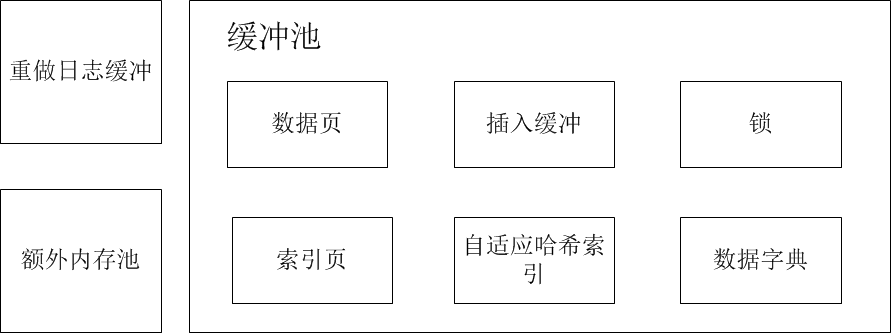 重做日志缓冲
缓冲池
数据页
插入缓冲
锁
额外内存池
索引页
自适应哈希索
引
数据字典